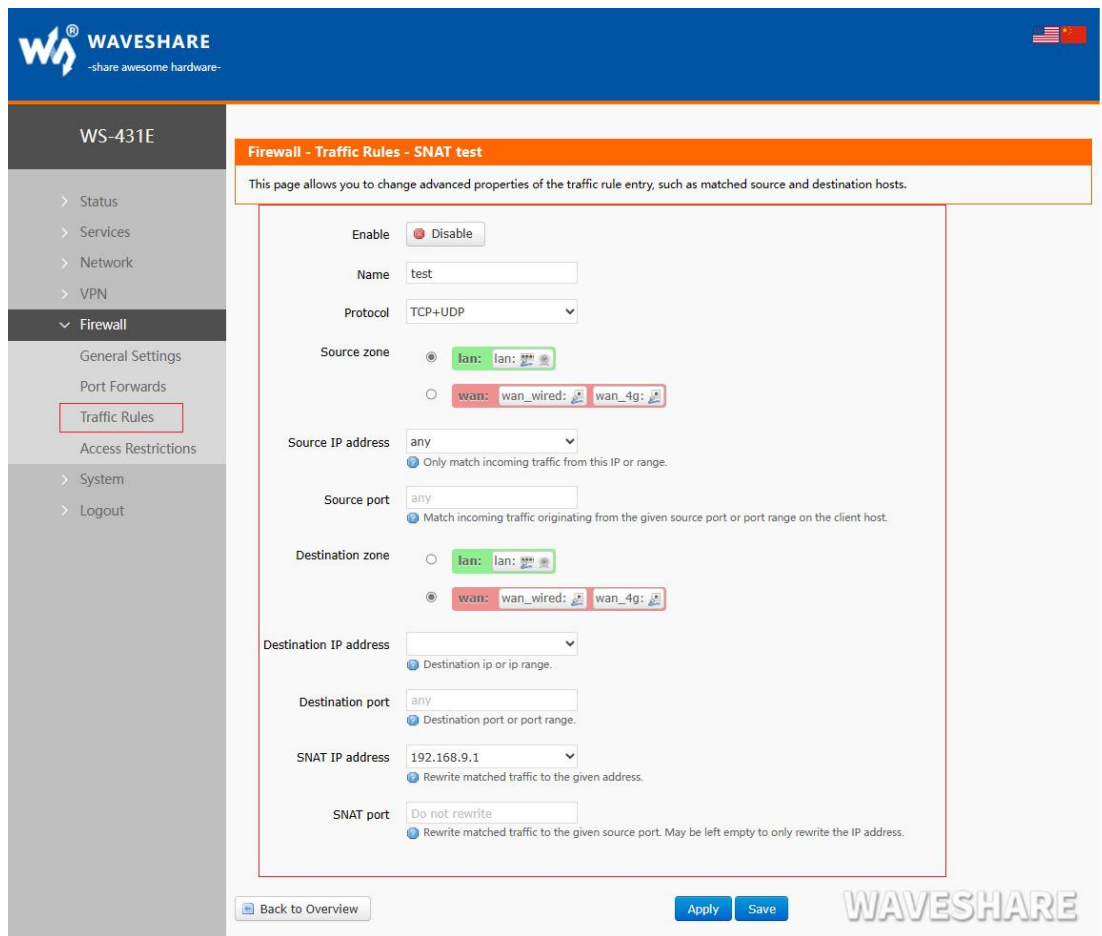 WAVESHARE
-share awesome hardware-
WS-431E
Status
Services
Network
VPN
Firewall
General Settings
Port Forwards
Traffic Rules
Access Restrictions
System
Logout
Firewall - Traffic Rules - SNAT test
This page allows you to change advanced properties of the traffic rule entry, such as matched source and destination hosts.
Enable Disable
Name test
Protocol TCP+UDP
Source zone lan: lan:
wan: wan_wired: wan_4g:
Source IP address any
Only match incoming traffic from this IP or range.
Source port any
Match incoming traffic originating from the given source port or port range on the client host.
Destination zone lan: lan:
wan: wan_wired: wan_4g:
Destination IP address
Destination ip or ip range.
Destination port any
Destination port or port range.
SNAT IP address 192.168.9.1
Rewrite matched traffic to the given address.
SNAT port Do not rewrite
Rewrite matched traffic to the given source port. May be left empty to only rewrite the IP address.
Back to Overview Apply Save
WAVESHARE